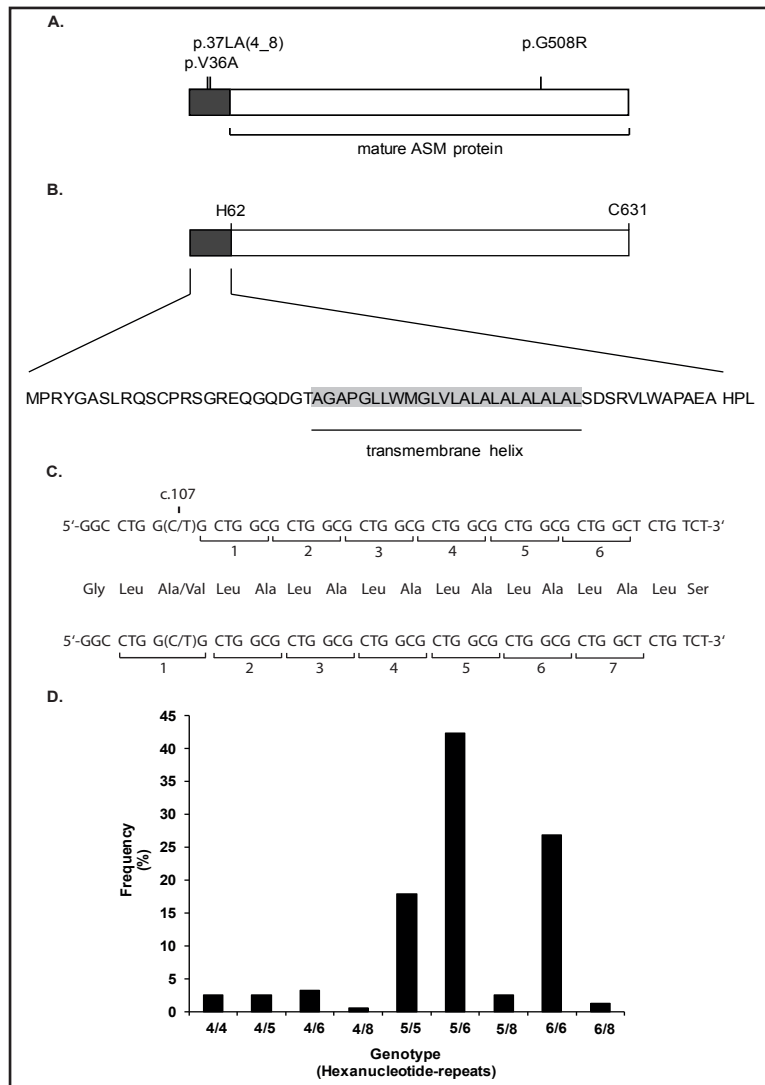 A.
p.37LA(4_8)
p.G508R
p.V36A
mature ASM protein
B.
H62
C631
MPRYGASLRQSCPRSGREQGQDGTAGAPGLLWMGLVLALALALALALSDSRVLWAPAEA HPL
transmembrane helix
C.
c.107
5‘-GGC CTG G(C/T)G CTG GCG CTG GCG CTG GCG CTG GCG CTG GCG CTG GCT CTG TCT-3‘
1 2 3 4 5 6
Gly Leu Ala/Val Leu Ala Leu Ala Leu Ala Leu Ala Leu Ala Leu Ala Leu Ser
5‘-GGC CTG G(C/T)G CTG GCG CTG GCG CTG GCG CTG GCG CTG GCG CTG GCT CTG TCT-3‘
1 2 3 4 5 6 7
D.
45
40
35
30
25
20
15
10
5
0
Frequency
(%)
4/4 4/5 4/6 4/8 5/5 5/6 5/8 6/6 6/8
Genotype
(Hexanucleotide-repeats)